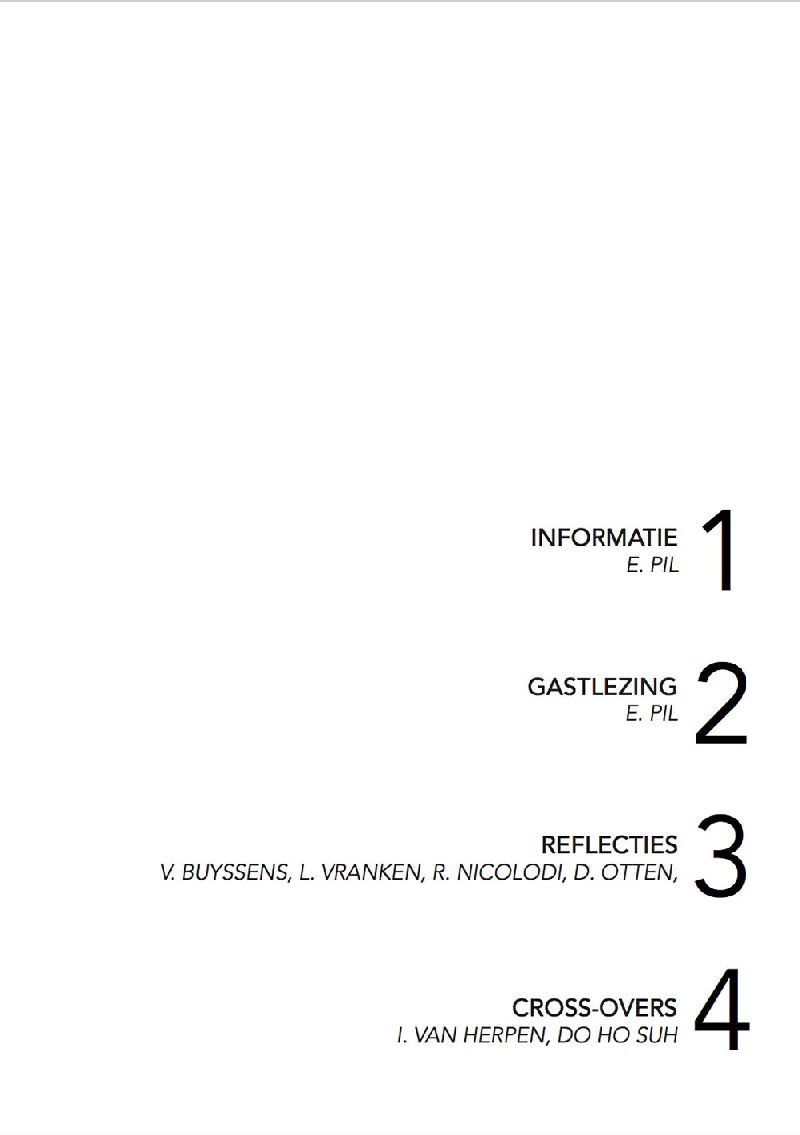 INFORMATIE 1
E. PIL
GASTLEZING 2
E. PIL
REFLECTIES 3
V. BUYSSENS, L. VRANKEN, R. NICOLODI, D. OTTEN,
CROSS-OVERS 4
I. VAN HERPEN, DO HO SUH